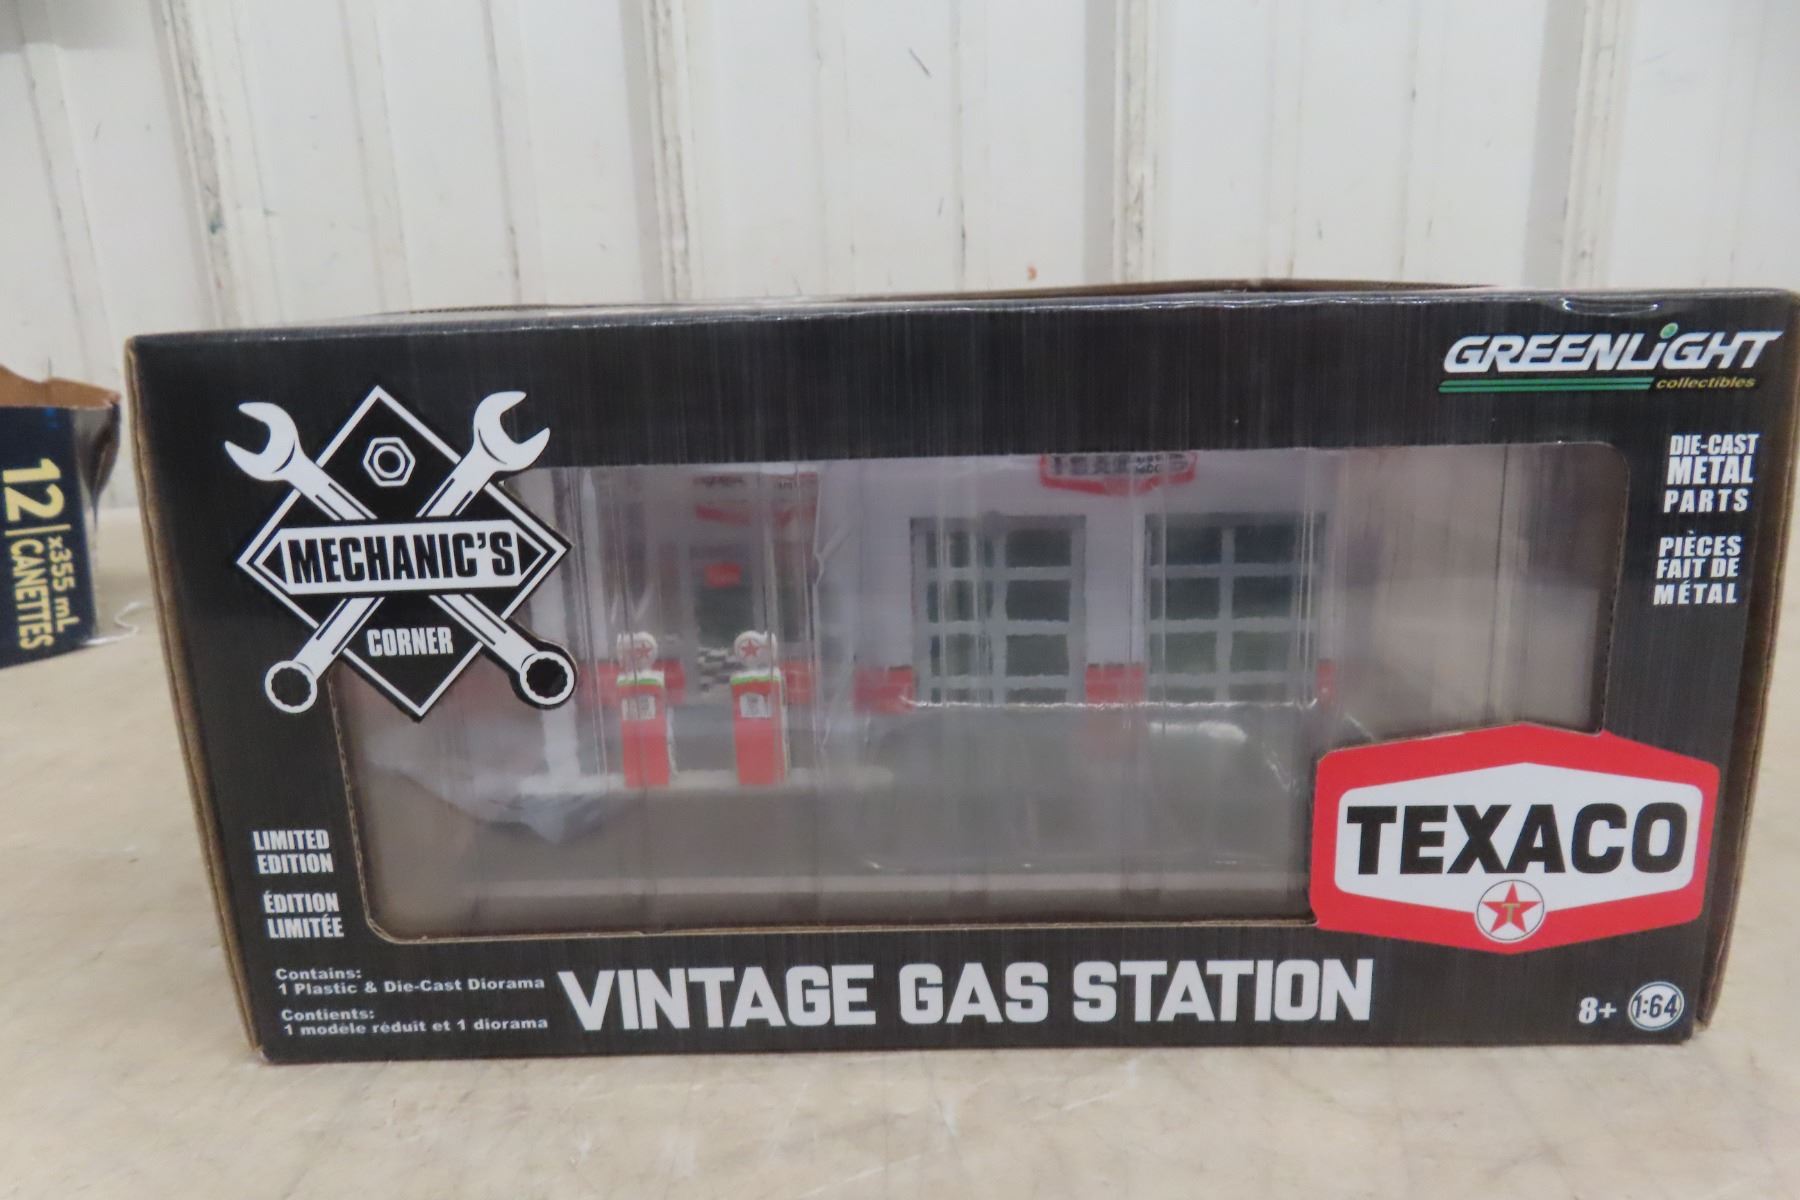 GREENLiGHT
collectibles
DIE-CAST
METAL
PARTS
PIÈCES
FAIT DE
MÉTAL
MECHANIC'S
CORNER
LIMITED
EDITION
ÉDITION
LIMITÉE
TEXACO
T
Contains:
1 Plastic & Die-Cast Diorama
Contients:
1 modèle réduit et 1 diorama
VINTAGE GAS STATION
8+ 1:64
12 x355 mL
CANETTES